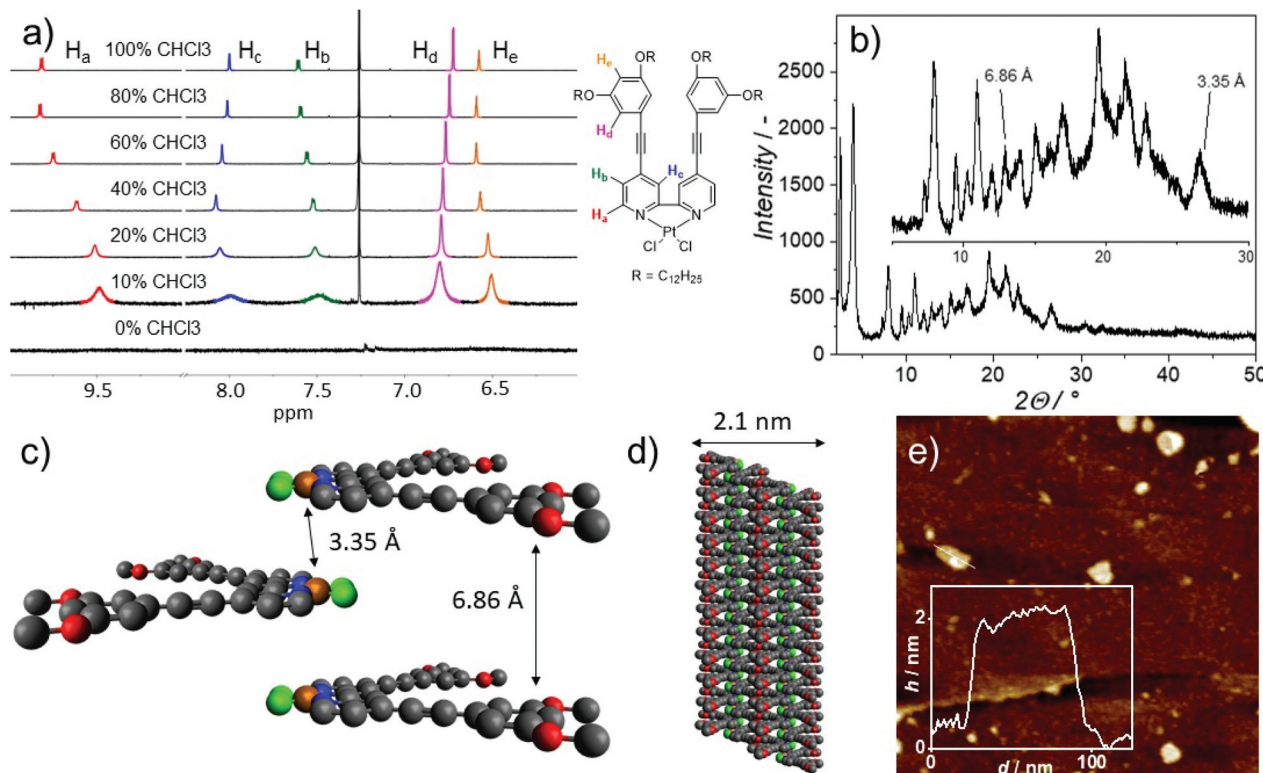 a)
Ha
Hc
Hb
Hd
He
100% CHCl3
80% CHCl3
60% CHCl3
40% CHCl3
20% CHCl3
10% CHCl3
0% CHCl3
9.5
8.0
7.5
7.0
6.5
ppm
OR
OR
He
RO
OR
Hd
Hb
Hc
Ha
N
N
Pt
Cl
Cl
R = C12H25
b)
Intensity / -
2500
2000
1500
1000
500
0
6.86 Å
3.35 Å
10
20
30
10
20
30
40
50
2Θ / °
c)
3.35 Å
6.86 Å
d)
2.1 nm
e)
h / nm
2
0
0
100
d / nm